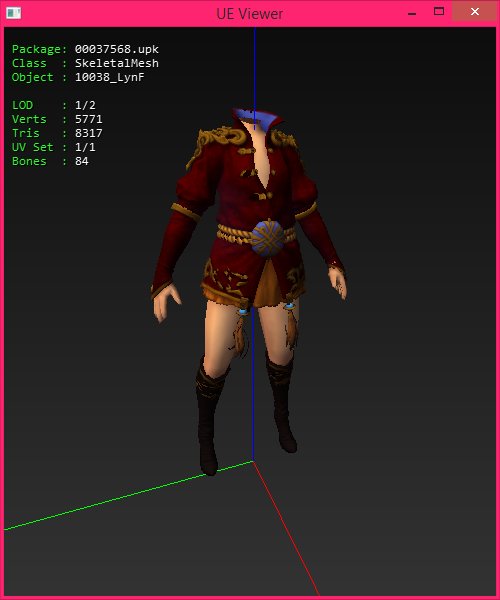 UE Viewer
Package: 00037568.upk
Class  : SkeletalMesh
Object : 10038_LynF
LOD    : 1/2
Verts  : 5771
Tris   : 8317
UV Set : 1/1
Bones  : 84